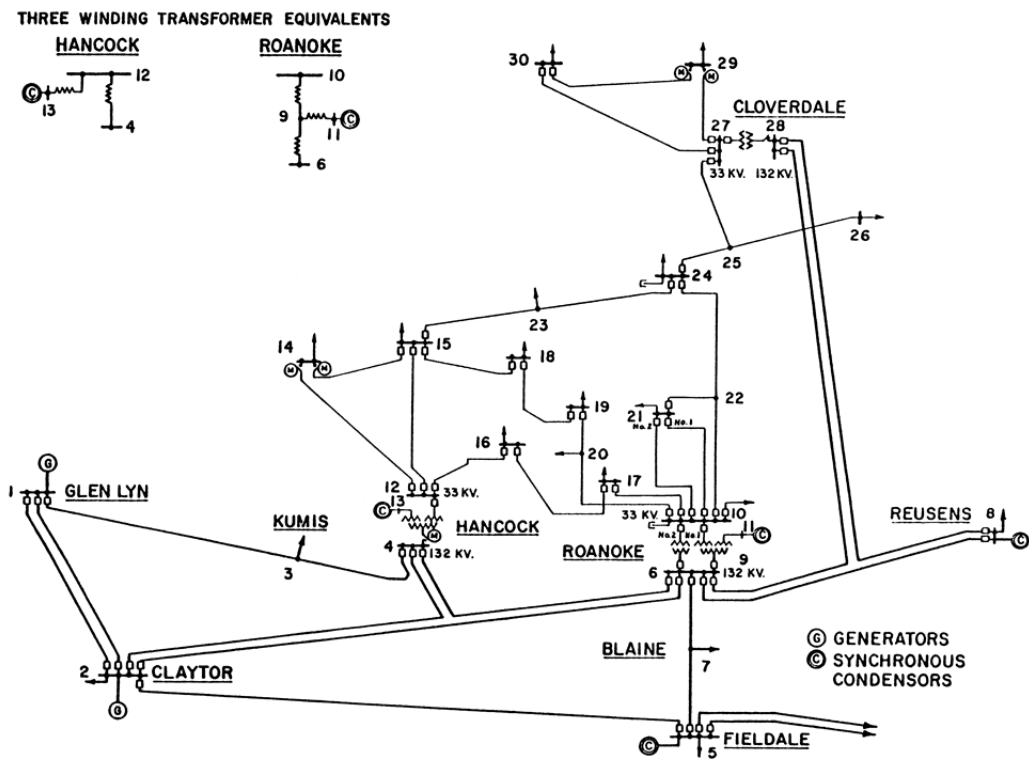 THREE WINDING TRANSFORMER EQUIVALENTS
HANCOCK
ROANOKE
12
C
13
4
10
9
C
11
6
30
29
M
M
CLOVERDALE
27
28
33 KV.
132 KV.
26
25
24
23
15
14
M
M
18
22
19
21
No.2
No.1
16
20
17
G
1
GLEN LYN
12
33 KV.
13
C
HANCOCK
M
KUMIS
3
4
132 KV.
33 KV.
10
No.2
No.1
11
C
ROANOKE
9
6
132 KV.
REUSENS
8
C
BLAINE
7
2
CLAYTOR
G
G GENERATORS
C SYNCHRONOUS
CONDENSORS
C
5
FIELDALE